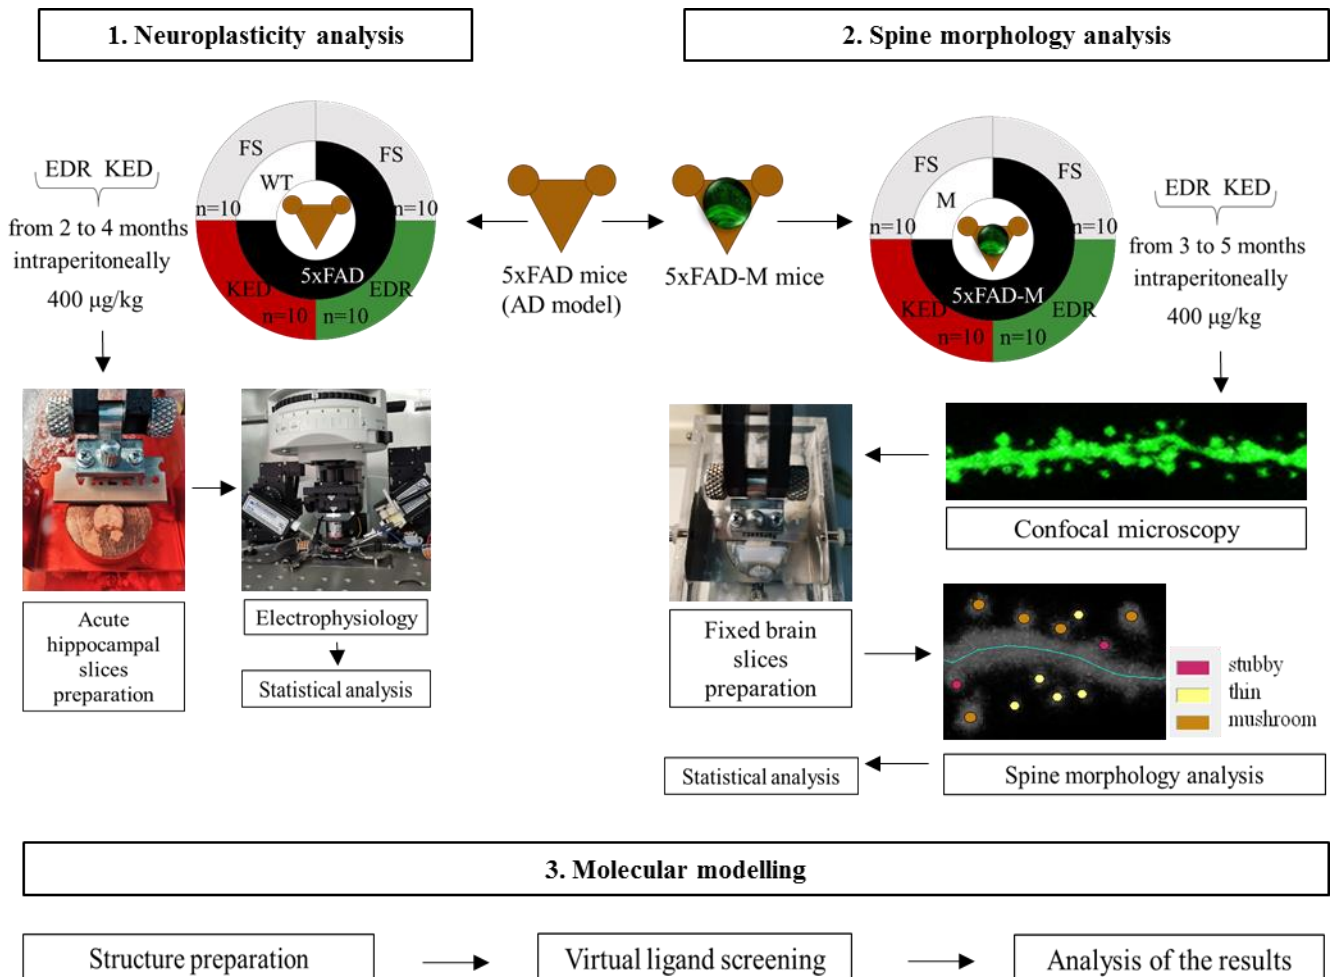 1. Neuroplasticity analysis
2. Spine morphology analysis
EDR KED
from 2 to 4 months
intraperitoneally
400 µg/kg
FS
FS
WT
n=10
n=10
5xFAD
KED
EDR
n=10
n=10
5xFAD mice
(AD model)
5xFAD-M mice
FS
FS
M
n=10
n=10
5xFAD-M
KED
EDR
n=10
n=10
EDR KED
from 3 to 5 months
intraperitoneally
400 µg/kg
Acute
hippocampal
slices
preparation
Electrophysiology
Statistical analysis
Confocal microscopy
Fixed brain
slices
preparation
stubby
thin
mushroom
Statistical analysis
Spine morphology analysis
3. Molecular modelling
Structure preparation
Virtual ligand screening
Analysis of the results